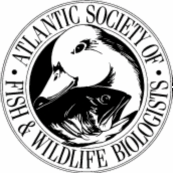 ATLANTIC SOCIETY OF
FISH & WILDLIFE BIOLOGISTS